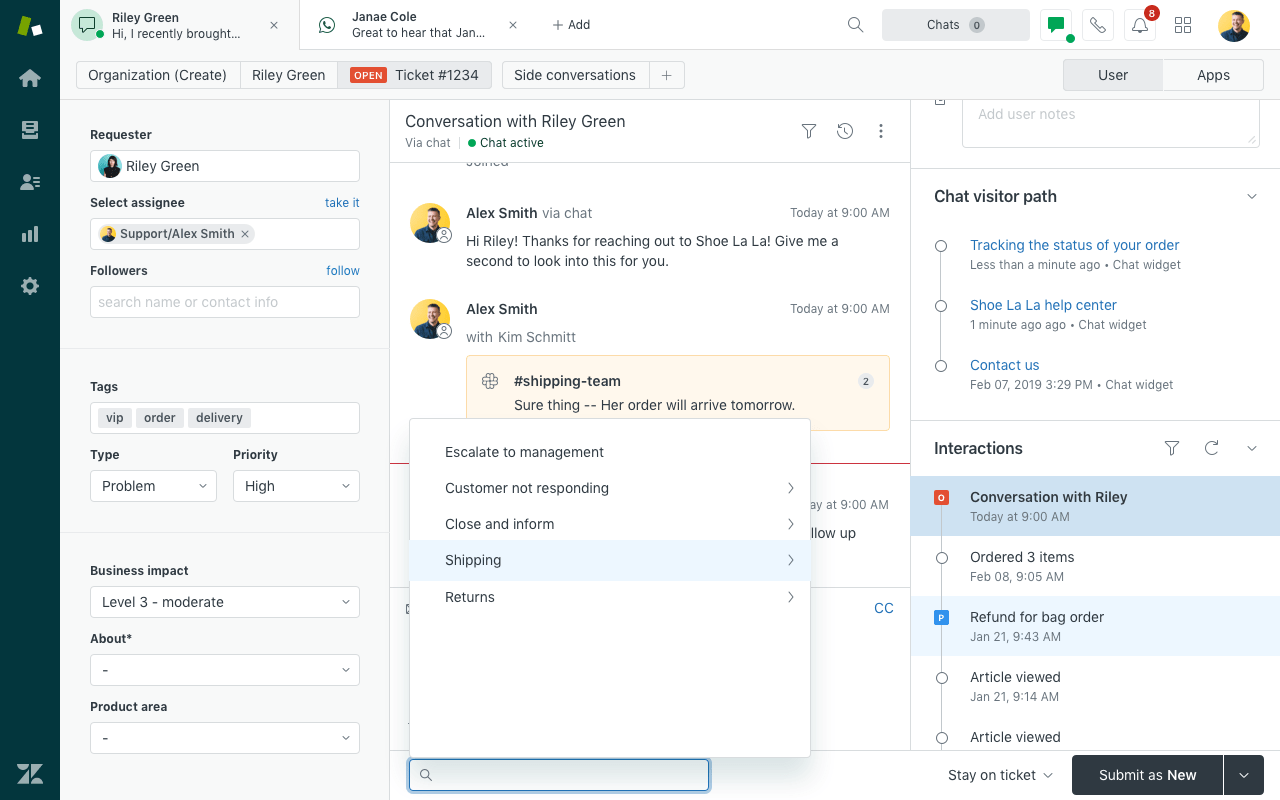 Riley Green
Hi, I recently brought...
Janae Cole
Great to hear that Jan...
Add
Chats 0
8
Organization (Create)
Riley Green
OPEN Ticket #1234
Side conversations
User
Apps
Requester
Riley Green
Select assignee
take it
Support/Alex Smith
Followers
follow
search name or contact info
Tags
vip
order
delivery
Type
Priority
Problem
High
Business impact
Level 3 - moderate
About*
-
Product area
-
Conversation with Riley Green
Via chat
Chat active
Joined
Alex Smith via chat
Today at 9:00 AM
Hi Riley! Thanks for reaching out to Shoe La La! Give me a
second to look into this for you.
Alex Smith
Today at 9:00 AM
with Kim Schmitt
#shipping-team
2
Sure thing -- Her order will arrive tomorrow.
Escalate to management
Customer not responding
Close and inform
Shipping
Returns
ay at 9:00 AM
llow up
CC
Add user notes
Chat visitor path
Tracking the status of your order
Less than a minute ago • Chat widget
Shoe La La help center
1 minute ago ago • Chat widget
Contact us
Feb 07, 2019 3:29 PM • Chat widget
Interactions
O
Conversation with Riley
Today at 9:00 AM
Ordered 3 items
Feb 08, 9:05 AM
P
Refund for bag order
Jan 21, 9:43 AM
Article viewed
Jan 21, 9:14 AM
Article viewed
Stay on ticket
Submit as New